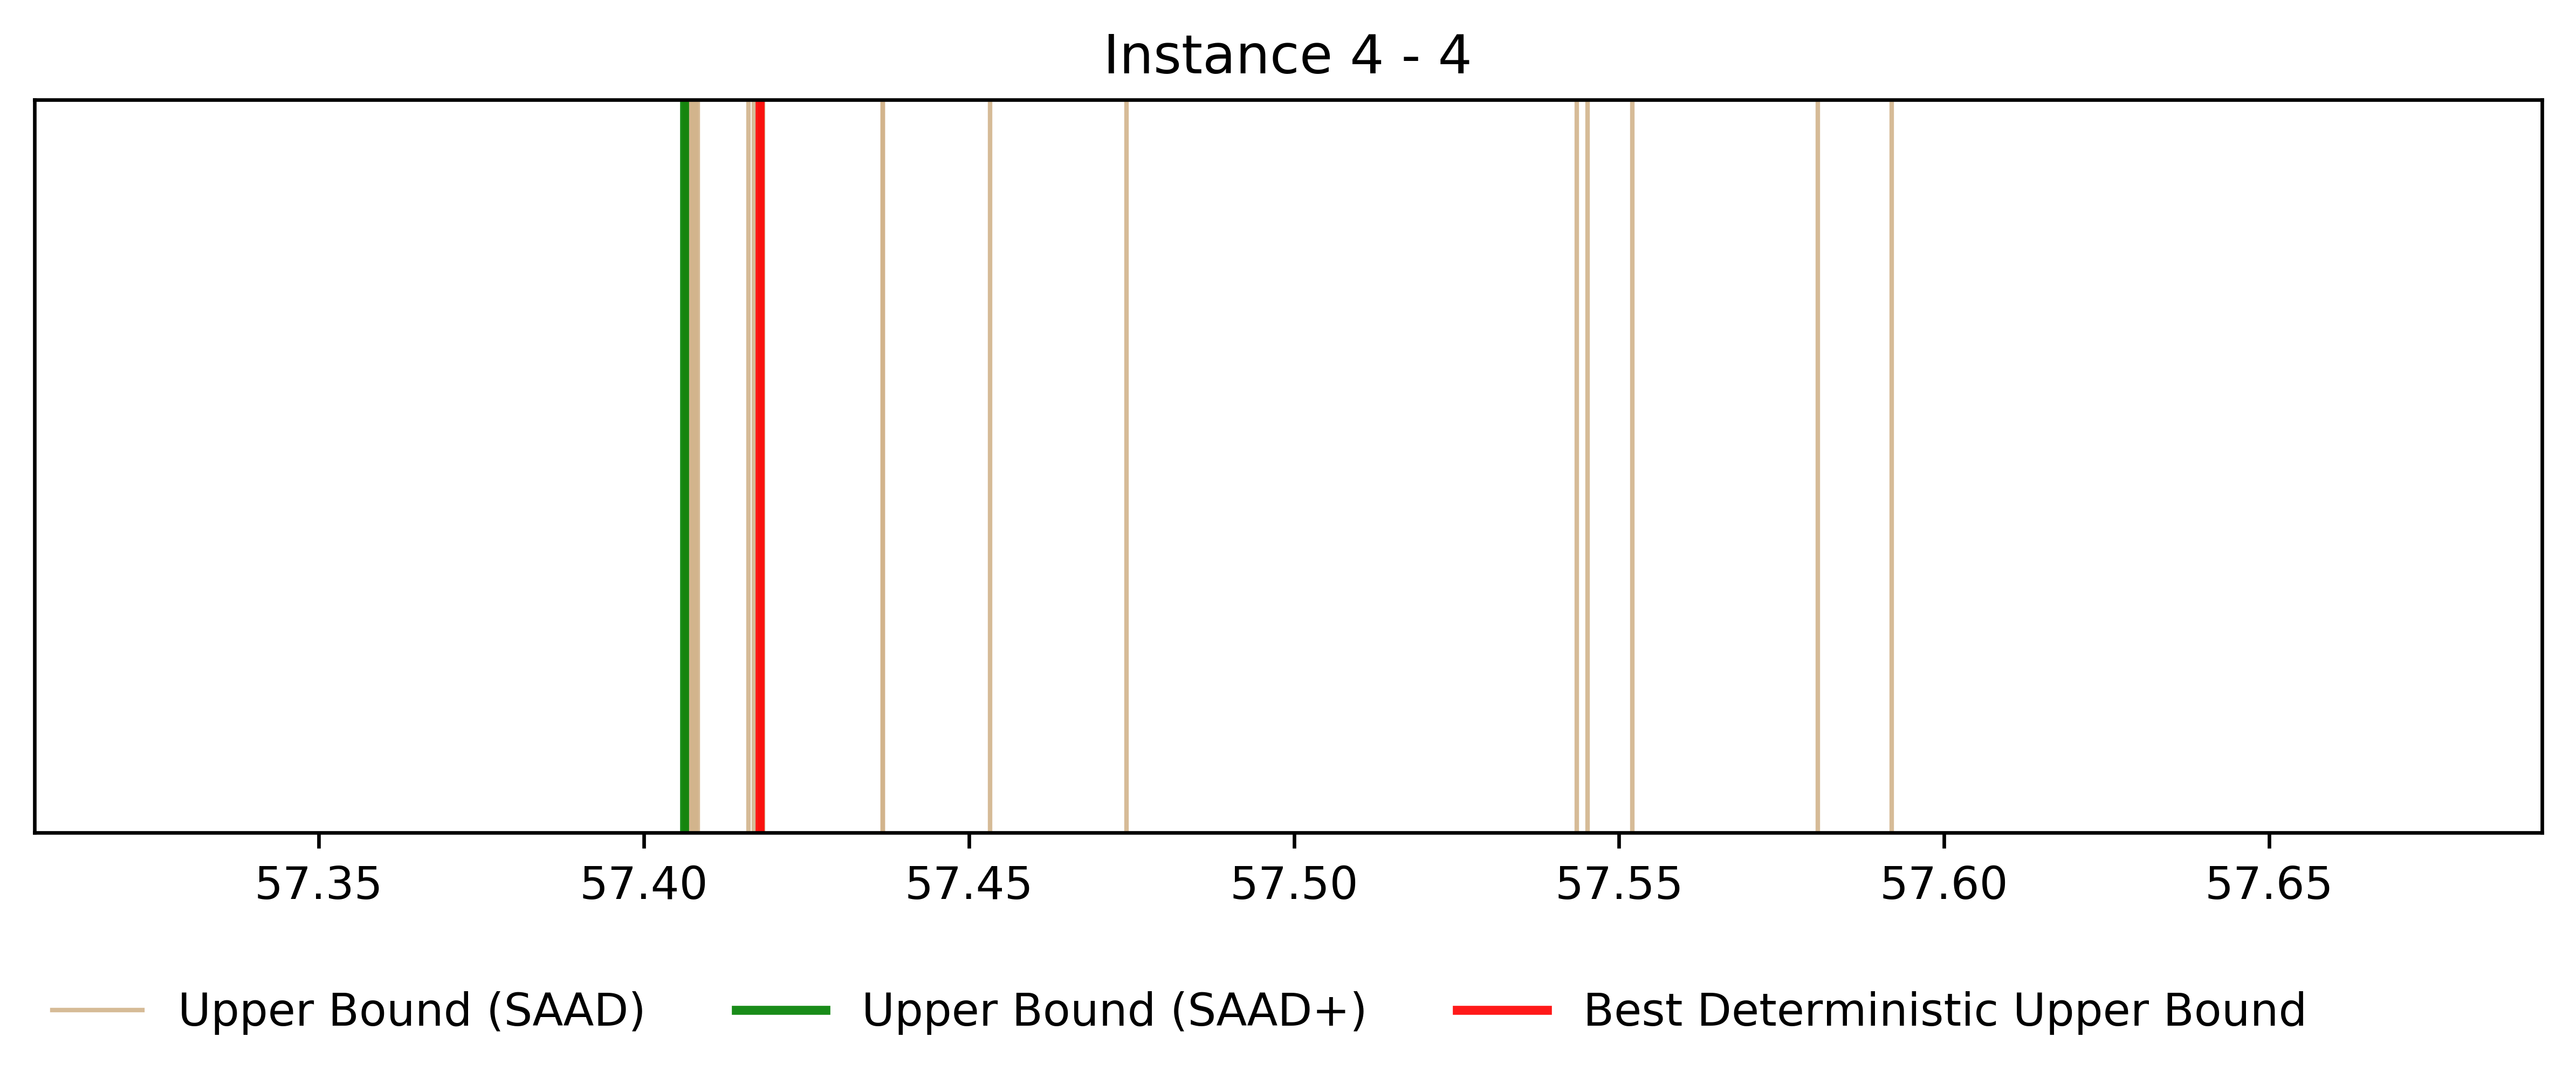 Instance 4 - 4
57.35 57.40 57.45 57.50 57.55 57.60 57.65
Upper Bound (SAAD) Upper Bound (SAAD+) Best Deterministic Upper Bound